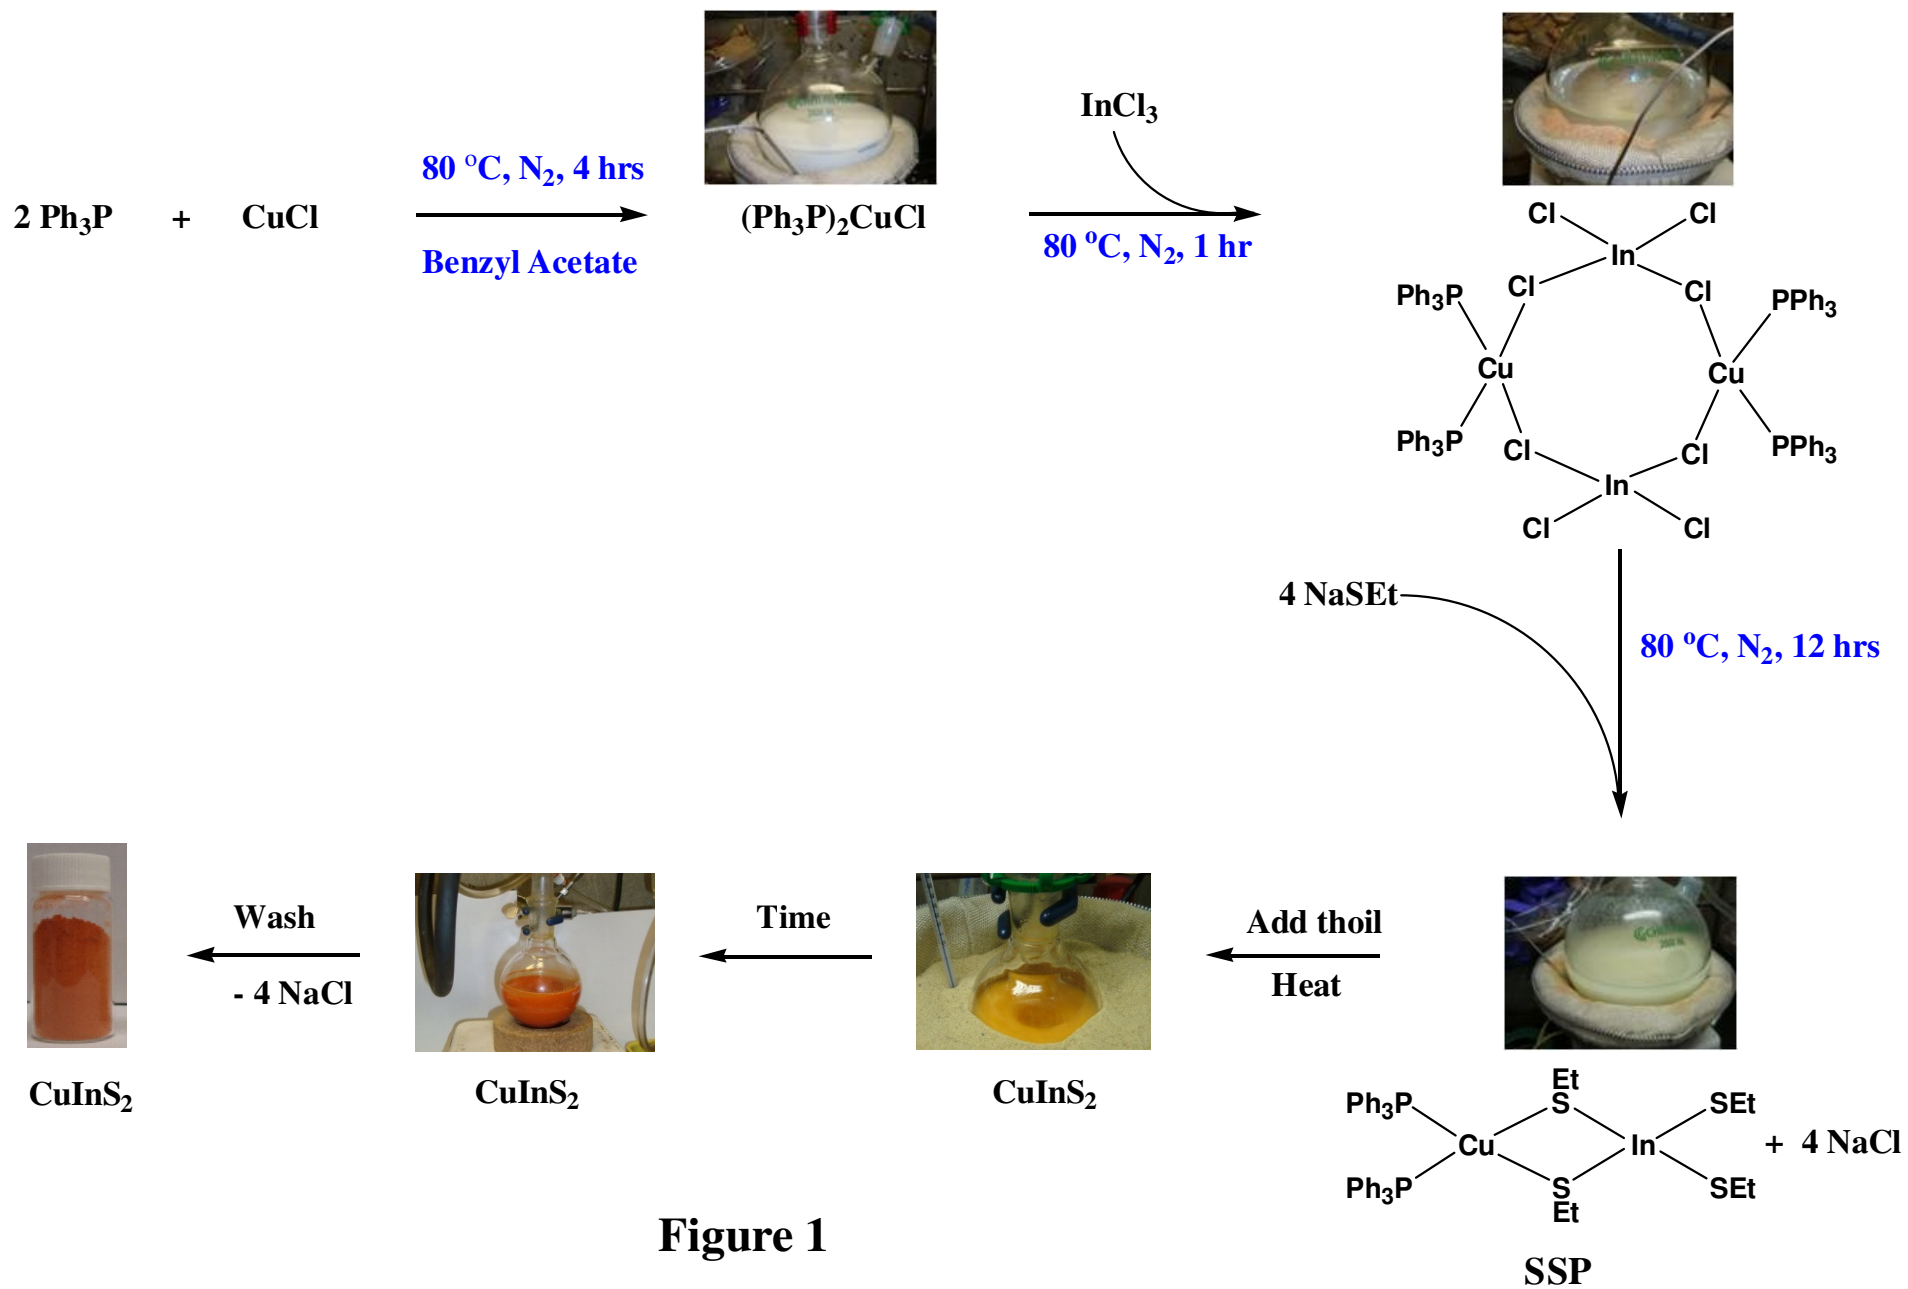 2 Ph3P + CuCl
80 °C, N2, 4 hrs
Benzyl Acetate
(Ph3P)2CuCl
InCl3
80 °C, N2, 1 hr
Cl Cl
In
Cl Cl
Ph3P PPh3
Cu Cu
Ph3P PPh3
Cl Cl
In
Cl Cl
4 NaSEt
80 °C, N2, 12 hrs
Et
Ph3P S SEt
Cu In + 4 NaCl
Ph3P S SEt
Et
SSP
Add thoil
Heat
CuInS2
Time
CuInS2
Wash
- 4 NaCl
CuInS2
Figure 1